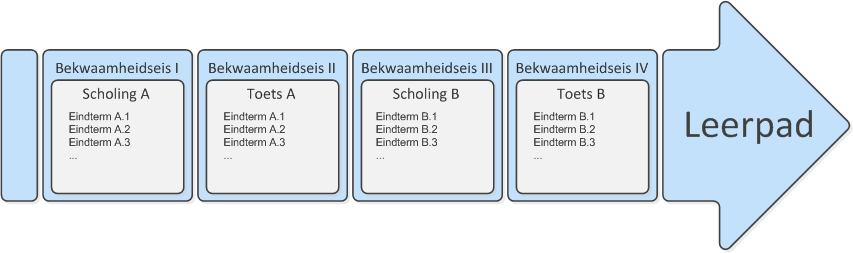 Bekwaamheidseis I
Scholing A
Eindterm A.1
Eindterm A.2
Eindterm A.3
...
Bekwaamheidseis II
Toets A
Eindterm A.1
Eindterm A.2
Eindterm A.3
...
Bekwaamheidseis III
Scholing B
Eindterm B.1
Eindterm B.2
Eindterm B.3
...
Bekwaamheidseis IV
Toets B
Eindterm B.1
Eindterm B.2
Eindterm B.3
...
Leerpad